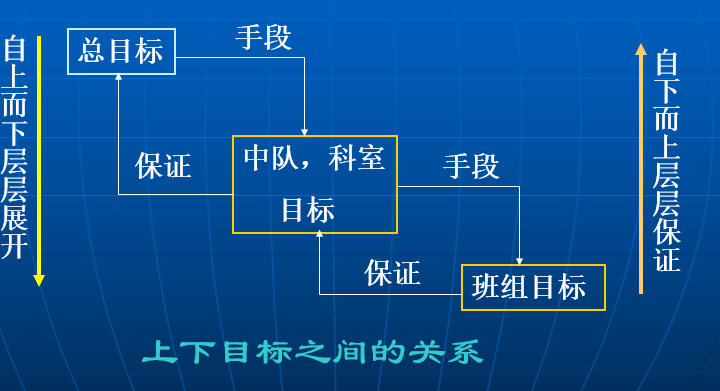 自上而下层层展开
总目标
手段
保证
中队，科室
目标
手段
保证
班组目标
自下而上层层保证
上下目标之间的关系